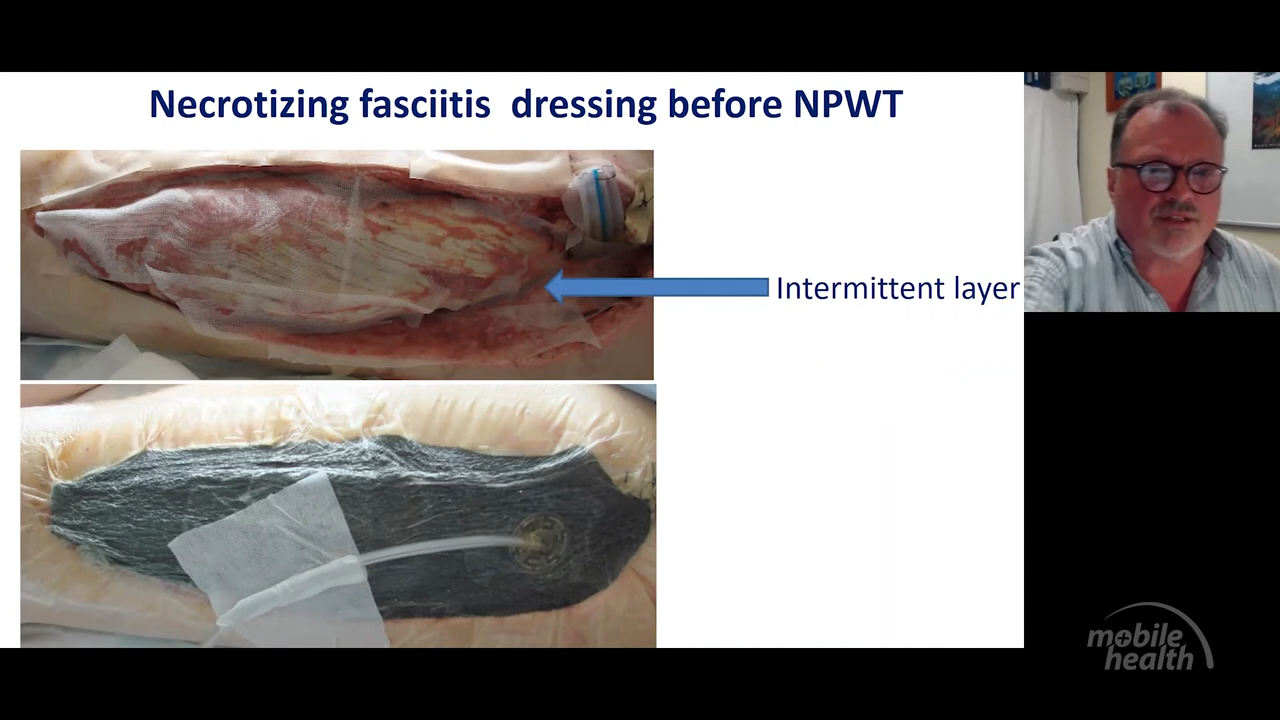 Necrotizing fasciitis dressing before NPWT
Intermittent layer
mobile
health